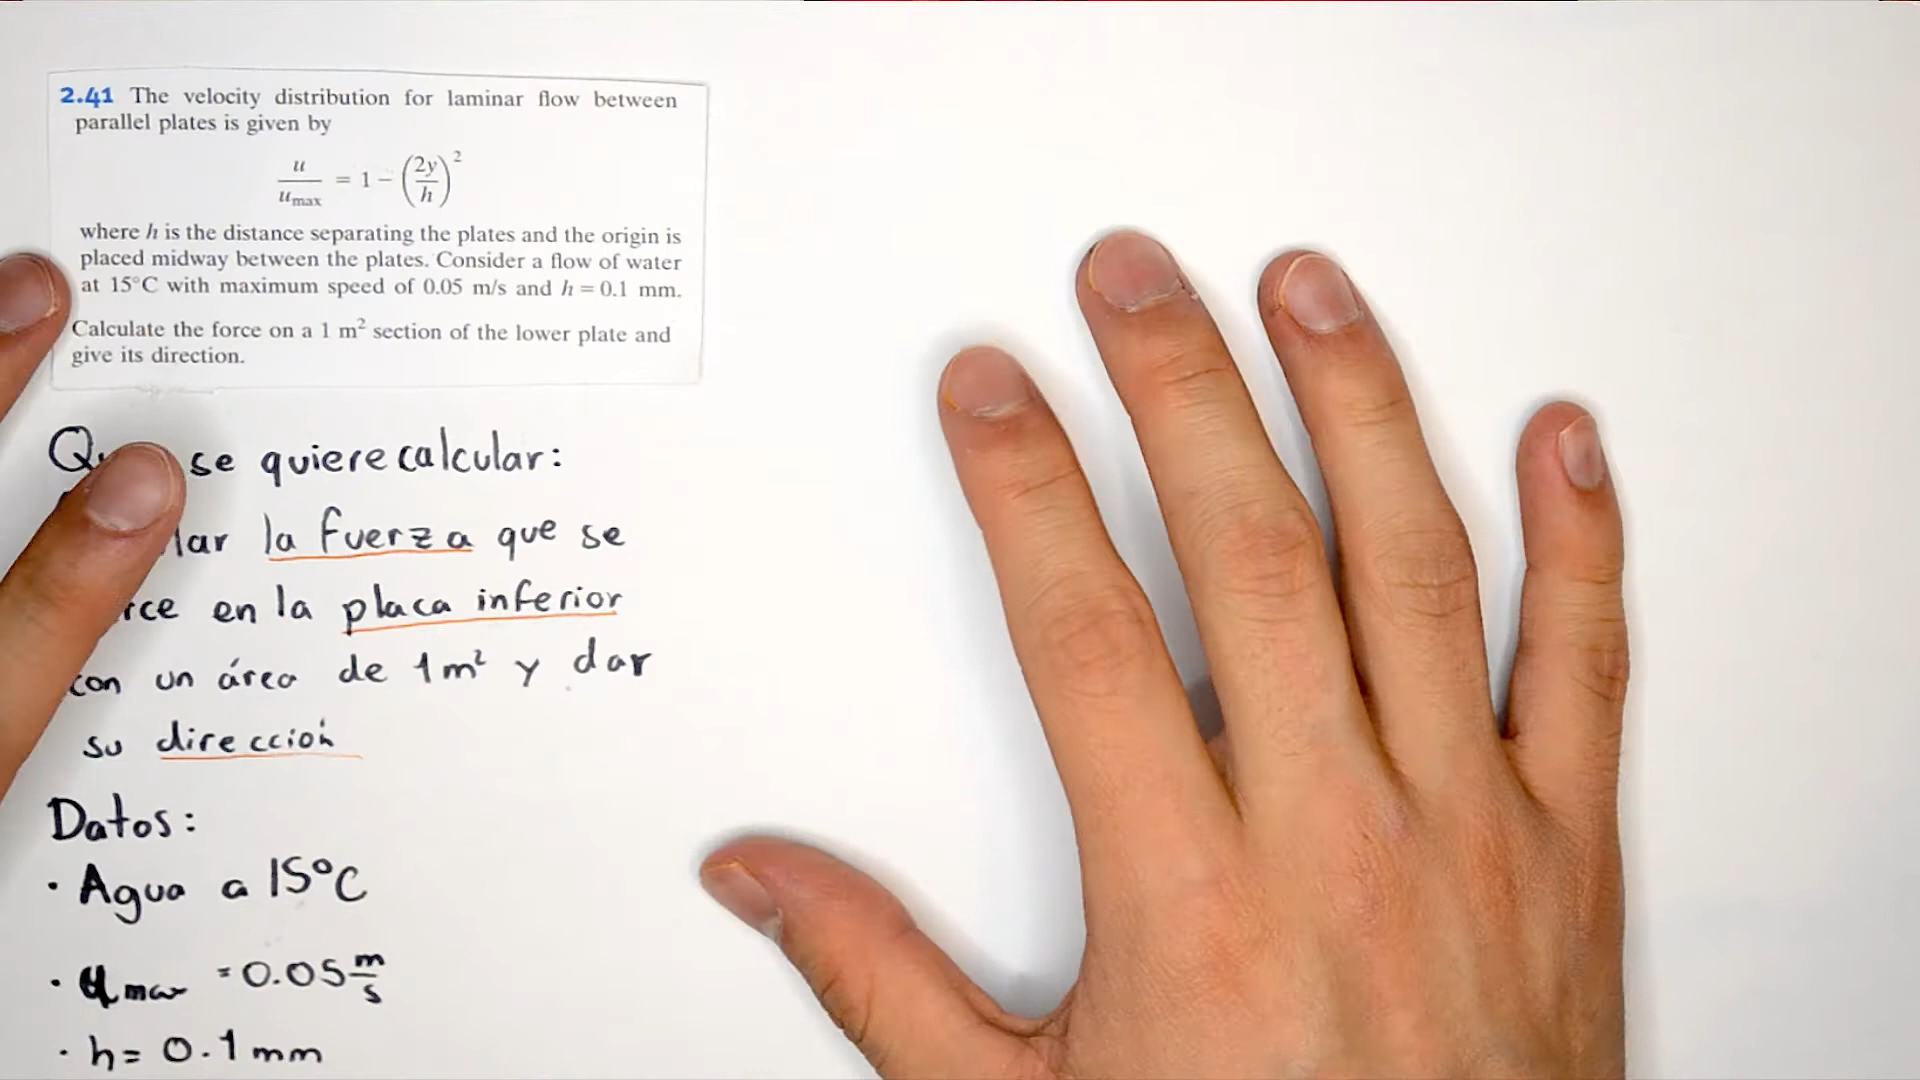 2.41 The velocity distribution for laminar flow between
parallel plates is given by
u/u_max = 1 − (2y/h)²
where h is the distance separating the plates and the origin is
placed midway between the plates. Consider a flow of water
at 15°C with maximum speed of 0.05 m/s and h = 0.1 mm.
Calculate the force on a 1 m² section of the lower plate and
give its direction.
se quiere calcular:
la fuerza que se
en la placa inferior
con un área de 1m² y dar
su dirección
Datos:
· Agua a 15°C
· u_max = 0.05 m/s
· h = 0.1 mm